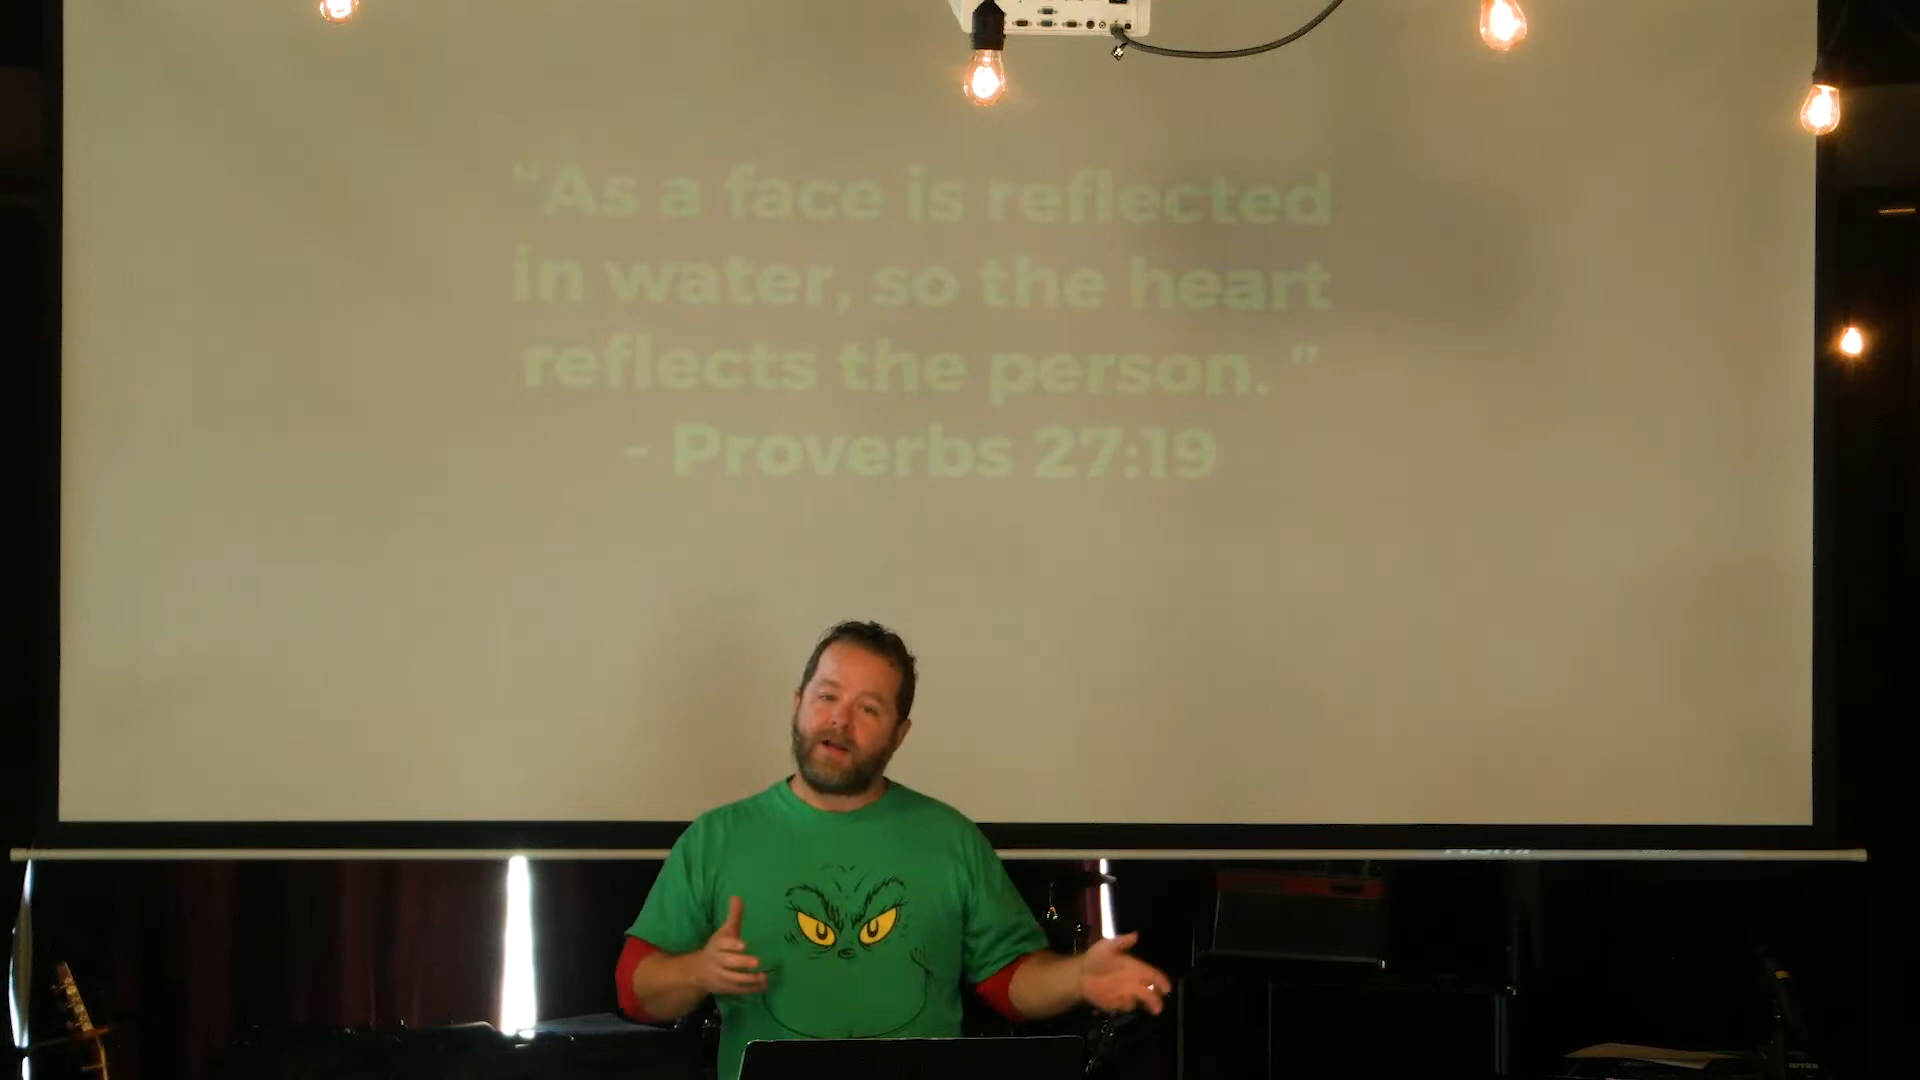 “As a face is reflected
in water, so the heart
reflects the person. ”
- Proverbs 27:19